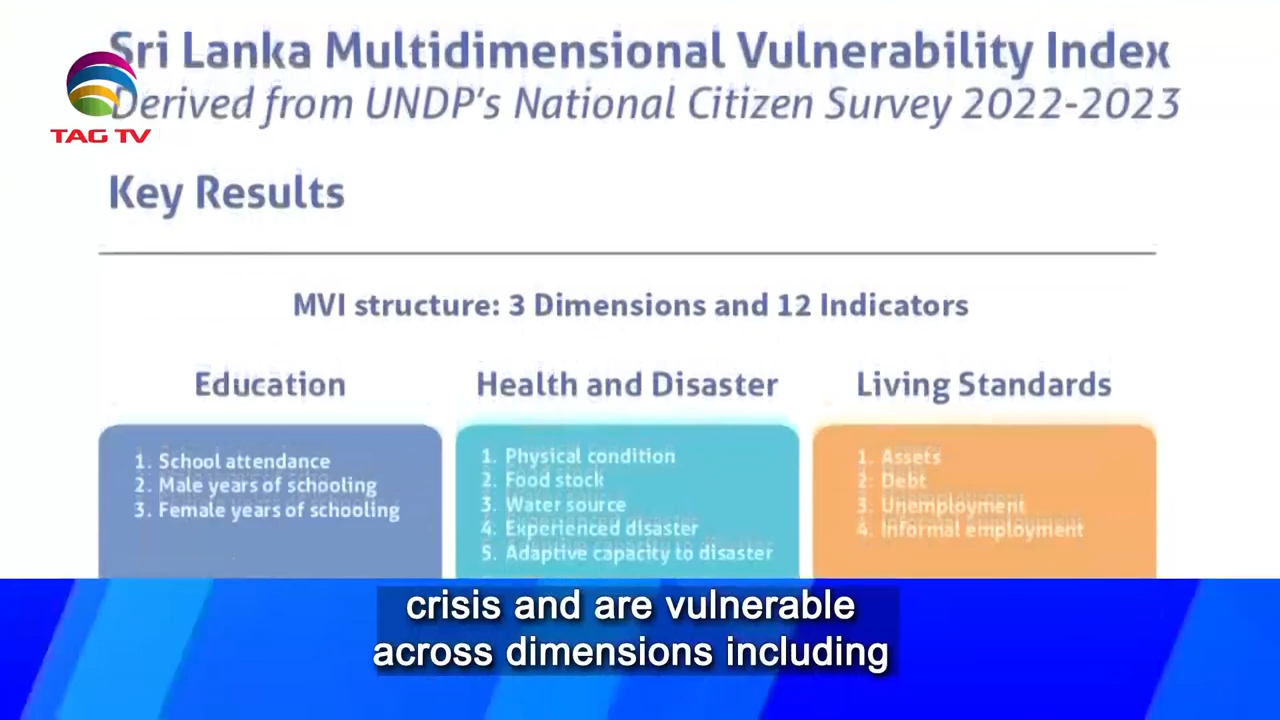 Sri Lanka Multidimensional Vulnerability Index
Derived from UNDP's National Citizen Survey 2022-2023
TAG TV
Key Results
MVI structure: 3 Dimensions and 12 Indicators
Education
1. School attendance
2. Male years of schooling
3. Female years of schooling
Health and Disaster
1. Physical condition
2. Food stock
3. Water source
4. Experienced disaster
5. Adaptive capacity to disaster
Living Standards
1. Assets
2. Debt
3. Unemployment
4. Informal employment
crisis and are vulnerable
across dimensions including